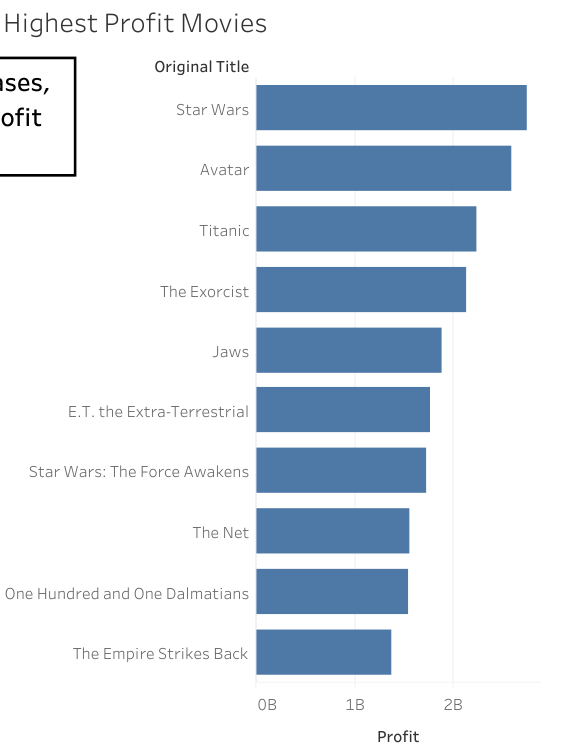 Highest Profit Movies
ofit
Original Title
Star Wars
Avatar
Titanic
The Exorcist
Jaws
E.T. the Extra-Terrestrial
Star Wars: The Force Awakens
The Net
One Hundred and One Dalmatians
The Empire Strikes Back
0B 1B 2B
Profit